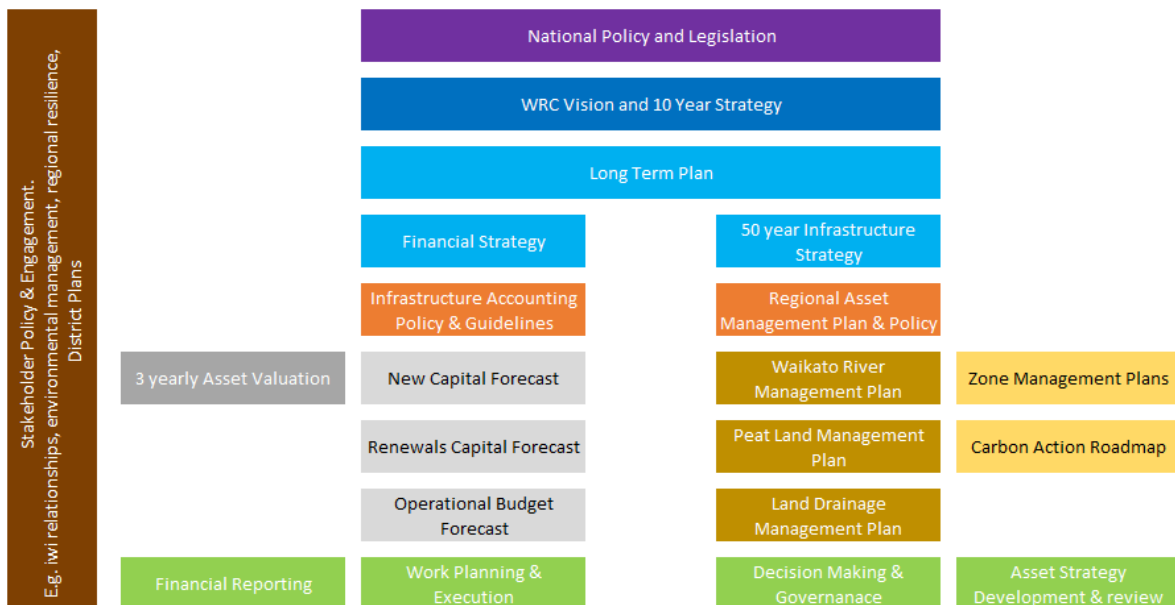 Stakeholder Policy & Engagement.
E.g. iwi relationships, environmental management, regional resilience,
District Plans
National Policy and Legislation
WRC Vision and 10 Year Strategy
Long Term Plan
Financial Strategy
50 year Infrastructure
Strategy
Infrastructure Accounting
Policy & Guidelines
Regional Asset
Management Plan & Policy
3 yearly Asset Valuation
New Capital Forecast
Waikato River
Management Plan
Zone Management Plans
Renewals Capital Forecast
Peat Land Management
Plan
Carbon Action Roadmap
Operational Budget
Forecast
Land Drainage
Management Plan
Financial Reporting
Work Planning &
Execution
Decision Making &
Governanace
Asset Strategy
Development & review